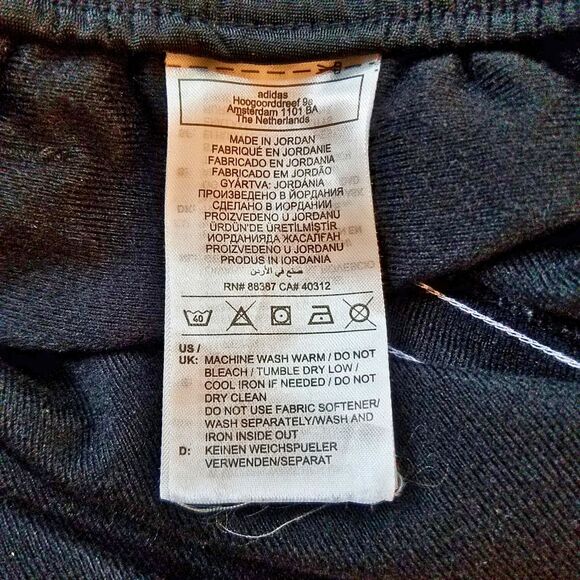 adidas
Hoogoorddreef 9a
Amsterdam 1101 BA
The Netherlands
MADE IN JORDAN
FABRIQUÉ EN JORDANIE
FABRICADO EN JORDANIA
FABRICADO EM JORDÃO
GYÁRTVA: JORDÁNIA
ПРОИЗВЕДЕНО В ЙОРДАНИЯ
СДЕЛАНО В ИОРДАНИИ
PROIZVEDENO U JORDANU
ÜRDÜN'DE ÜRETİLMİŞTİR
ИОРДАНИЯДА ЖАСАЛҒАН
PROIZVEDENO U JORDANU
PRODUS IN IORDANIA
صنع في الأردن
RN# 88387 CA# 40312
40
US /
UK: MACHINE WASH WARM / DO NOT
BLEACH / TUMBLE DRY LOW /
COOL IRON IF NEEDED / DO NOT
DRY CLEAN
DO NOT USE FABRIC SOFTENER/
WASH SEPARATELY/WASH AND
IRON INSIDE OUT
D: KEINEN WEICHSPUELER
VERWENDEN/SEPARAT